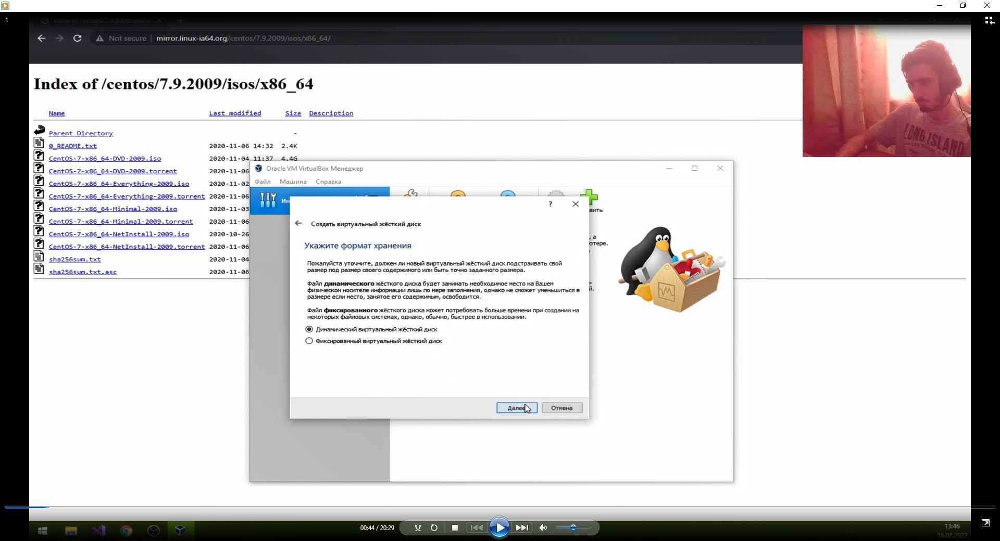 1
Index of /centos/7.9.2009/isos/x
Not secure | mirror.linux-ia64.org/centos/7.9.2009/isos/x86_64/
Index of /centos/7.9.2009/isos/x86_64
Name Last modified Size Description
Parent Directory -
0_README.txt 2020-11-06 14:32 2.4K
CentOS-7-x86_64-DVD-2009.iso 2020-11-04 11:37 4.4G
CentOS-7-x86_64-DVD-2009.torrent 2020-11-06
CentOS-7-x86_64-Everything-2009.iso 2020-11-02
CentOS-7-x86_64-Everything-2009.torrent 2020-11-06
CentOS-7-x86_64-Minimal-2009.iso 2020-11-03
CentOS-7-x86_64-Minimal-2009.torrent 2020-11-06
CentOS-7-x86_64-NetInstall-2009.iso 2020-10-26
CentOS-7-x86_64-NetInstall-2009.torrent 2020-11-06
sha256sum.txt 2020-11-04
sha256sum.txt.asc 2020-11-06
LONG ISLAND
Oracle VM VirtualBox Менеджер
Файл Машина Справка
Ин
вить
, а
отере.
й.
?
Создать виртуальный жёсткий диск
Укажите формат хранения
Пожалуйста уточните, должен ли новый виртуальный жёсткий диск подстраивать свой
размер под размер своего содержимого или быть точно заданного размера.
Файл динамического жёсткого диска будет занимать необходимое место на Вашем
физическом носителе информации лишь по мере заполнения, однако не сможет уменьшиться в
размере если место, занятое его содержимым, освободится.
Файл фиксированного жёсткого диска может потребовать больше времени при создании на
некоторых файловых системах, однако, обычно, быстрее в использовании.
Динамический виртуальный жёсткий диск
Фиксированный виртуальный жёсткий диск
Далее Отмена
00:44 / 20:29
13:46
16.02.2022